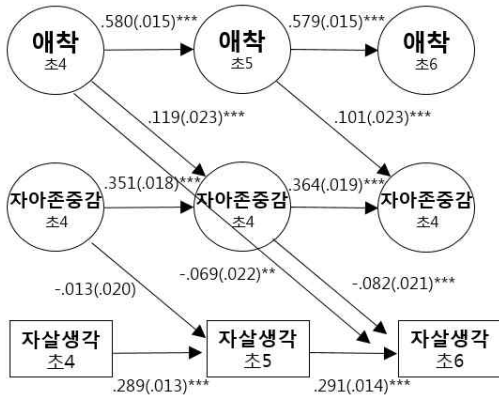 .580(.015)***
.579(.015)***
애착
초4
애착
초5
애착
초6
.119(.023)***
.101(.023)***
.351(.018)***
.364(.019)***
자아존중감
초4
자아존중감
초4
자아존중감
초4
-.013(.020)
-.069(.022)**
-.082(.021)***
자살생각
초4
자살생각
초5
자살생각
초6
.289(.013)***
.291(.014)***